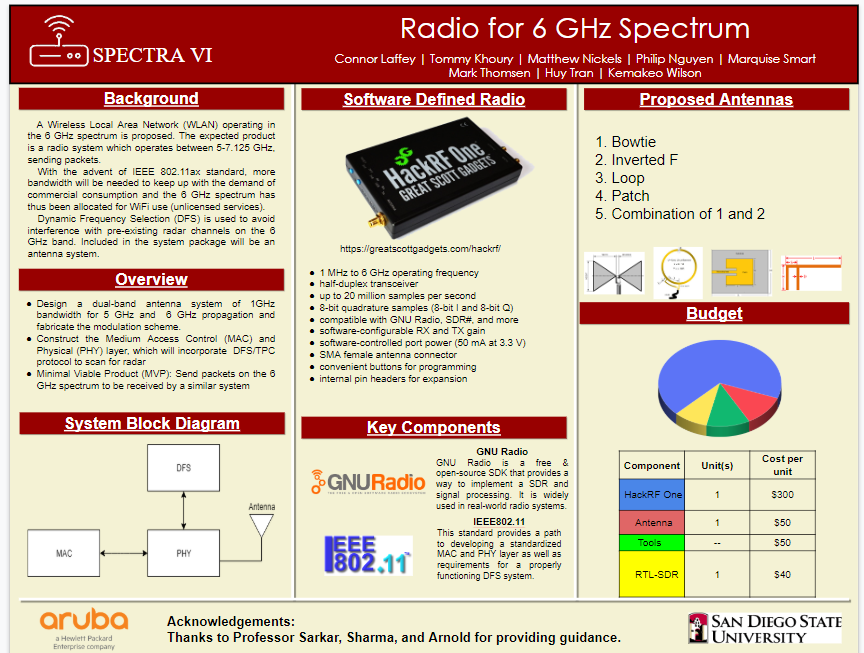 SPECTRA VI
Radio for 6 GHz Spectrum
Connor Laffey | Tommy Khoury | Matthew Nickels | Philip Nguyen | Marquise Smart
Mark Thomsen | Huy Tran | Kemakeo Wilson
Background
A Wireless Local Area Network (WLAN) operating in
the 6 GHz spectrum is proposed. The expected product
is a radio system which operates between 5-7.125 GHz,
sending packets.
With the advent of IEEE 802.11ax standard, more
bandwidth will be needed to keep up with the demand of
commercial consumption and the 6 GHz spectrum has
thus been allocated for WiFi use (unlicensed services).
Dynamic Frequency Selection (DFS) is used to avoid
interference with pre-existing radar channels on the 6
GHz band. Included in the system package will be an
antenna system.
Overview
● Design a dual-band antenna system of 1GHz
bandwidth for 5 GHz and 6 GHz propagation and
fabricate the modulation scheme.
● Construct the Medium Access Control (MAC) and
Physical (PHY) layer, which will incorporate DFS/TPC
protocol to scan for radar
● Minimal Viable Product (MVP): Send packets on the 6
GHz spectrum to be received by a similar system
System Block Diagram
DFS
Antenna
MAC
PHY
Software Defined Radio
HackRF One
GREAT SCOTT GADGETS
https://greatscottgadgets.com/hackrf/
● 1 MHz to 6 GHz operating frequency
● half-duplex transceiver
● up to 20 million samples per second
● 8-bit quadrature samples (8-bit I and 8-bit Q)
● compatible with GNU Radio, SDR#, and more
● software-configurable RX and TX gain
● software-controlled port power (50 mA at 3.3 V)
● SMA female antenna connector
● convenient buttons for programming
● internal pin headers for expansion
Key Components
GNURadio
GNU Radio
GNU Radio is a free &
open-source SDK that provides a
way to implement a SDR and
signal processing. It is widely
used in real-world radio systems.
IEEE
802.11™
IEEE802.11
This standard provides a path
to developing a standardized
MAC and PHY layer as well as
requirements for a properly
functioning DFS system.
Proposed Antennas
1. Bowtie
2. Inverted F
3. Loop
4. Patch
5. Combination of 1 and 2
Budget
Component Unit(s) Cost per unit
HackRF One 1 $300
Antenna 1 $50
Tools -- $50
RTL-SDR 1 $40
aruba
a Hewlett Packard
Enterprise company
Acknowledgements:
Thanks to Professor Sarkar, Sharma, and Arnold for providing guidance.
SAN DIEGO STATE
UNIVERSITY